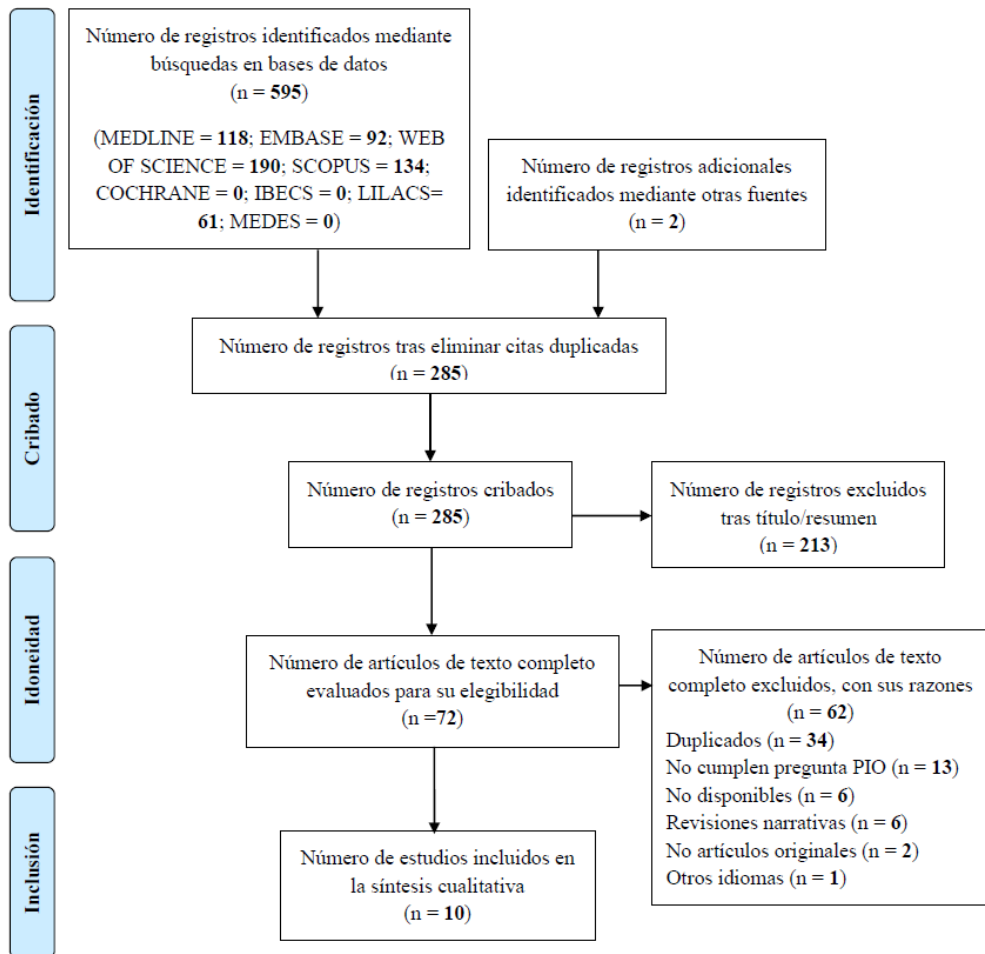 Identificación
Número de registros identificados mediante
búsquedas en bases de datos
(n = 595)
(MEDLINE = 118; EMBASE = 92; WEB
OF SCIENCE = 190; SCOPUS = 134;
COCHRANE = 0; IBECS = 0; LILACS=
61; MEDES = 0)
Número de registros adicionales
identificados mediante otras fuentes
(n = 2)
Cribado
Número de registros tras eliminar citas duplicadas
(n = 285)
Número de registros cribados
(n = 285)
Número de registros excluidos
tras título/resumen
(n = 213)
Idoneidad
Número de artículos de texto completo
evaluados para su elegibilidad
(n =72)
Número de artículos de texto
completo excluidos, con sus razones
(n = 62)
Duplicados (n = 34)
No cumplen pregunta PIO (n = 13)
No disponibles (n = 6)
Revisiones narrativas (n = 6)
No artículos originales (n = 2)
Otros idiomas (n = 1)
Inclusión
Número de estudios incluidos en
la síntesis cualitativa
(n = 10)